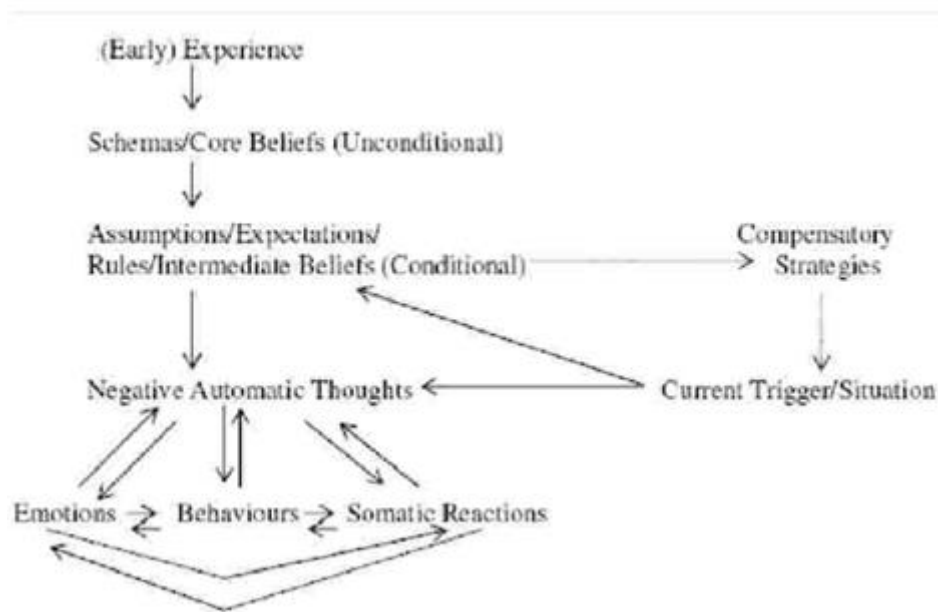 (Early) Experience
Schemas/Core Beliefs (Unconditional)
Assumptions/Expectations/
Rules/Intermediate Beliefs (Conditional)
Compensatory
Strategies
Negative Automatic Thoughts
Current Trigger/Situation
Emotions
Behaviours
Somatic Reactions